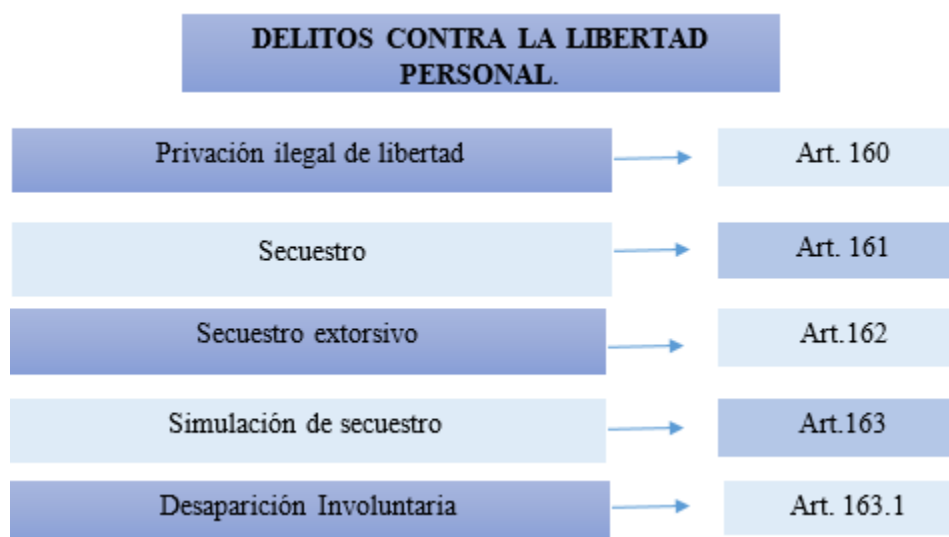 DELITOS CONTRA LA LIBERTAD
PERSONAL.
Privación ilegal de libertad
Art. 160
Secuestro
Art. 161
Secuestro extorsivo
Art.162
Simulación de secuestro
Art.163
Desaparición Involuntaria
Art. 163.1